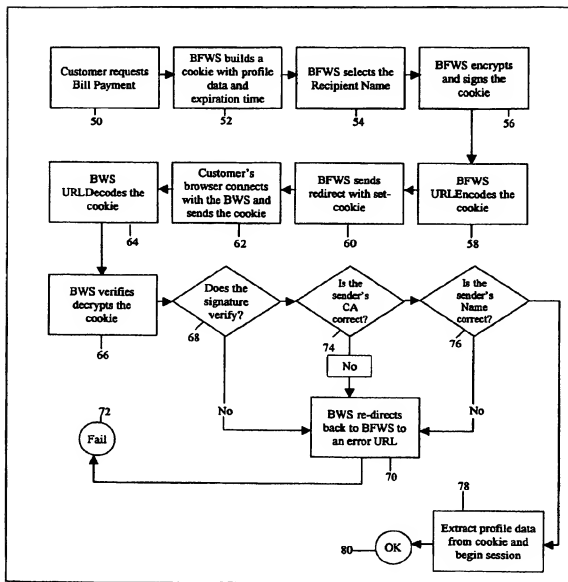 Customer requests
Bill Payment
50
BFWS builds a
cookie with profile
data and
expiration time
52
BFWS selects the
Recipient Name
54
BFWS encrypts
and signs the
cookie
56
BWS
URLDecodes the
cookie
64
Customer's
browser connects
with the BWS and
sends the cookie
62
BFWS sends
redirect with set-
cookie
60
BFWS
URLEncodes the
cookie
58
BWS verifies
decrypts the
cookie
66
Does the
signature
verify?
68
Is the
sender's
CA
correct?
74
Is the
sender's
Name
correct?
76
No
No
No
72
Fail
BWS re-directs
back to BFWS to
an error URL
70
78
Extract profile data
from cookie and
begin session
80
OK